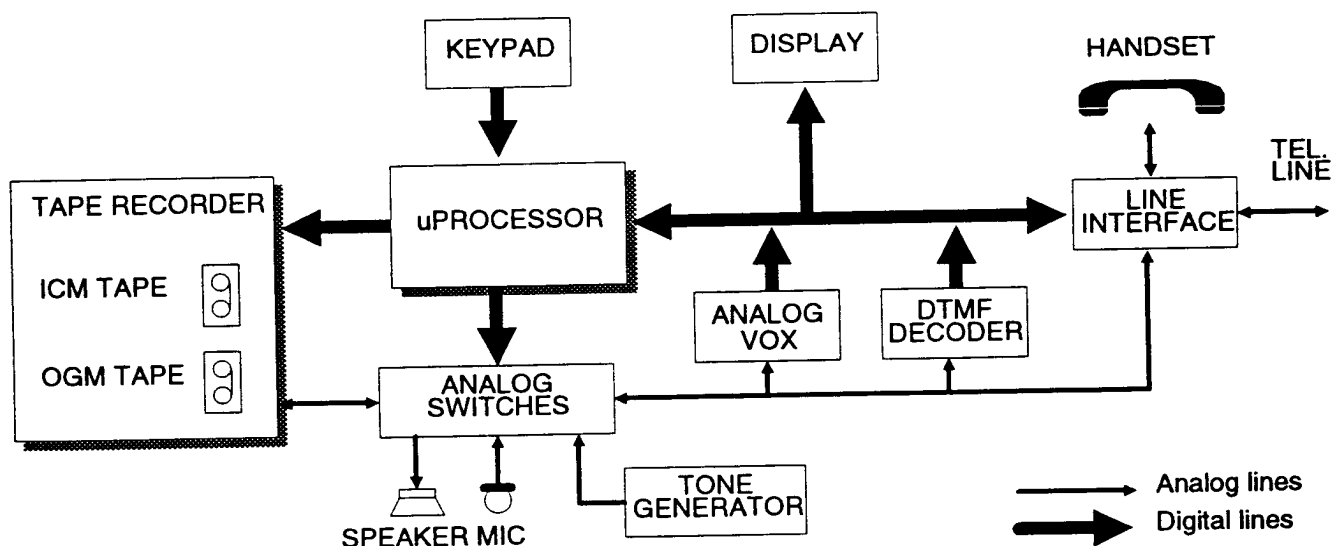 KEYPAD
DISPLAY
HANDSET
TEL.
LINE
TAPE RECORDER
uPROCESSOR
LINE
INTERFACE
ICM TAPE
ANALOG
VOX
DTMF
DECODER
OGM TAPE
ANALOG
SWITCHES
TONE
GENERATOR
SPEAKER MIC
Analog lines
Digital lines